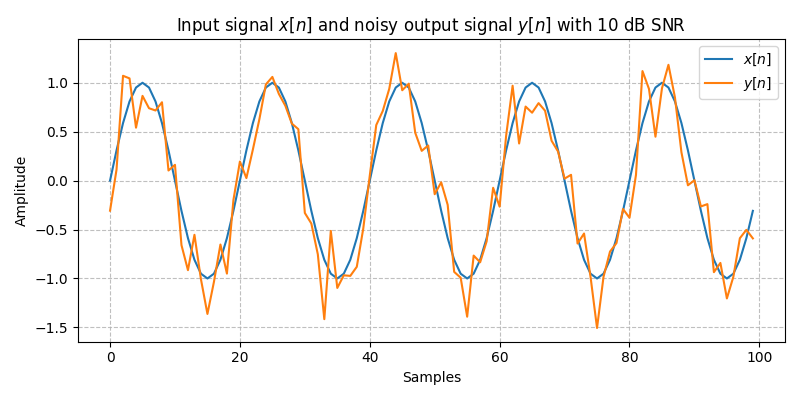 Input signal x[n] and noisy output signal y[n] with 10 dB SNR
x[n]
y[n]
1.0
0.5
0.0
−0.5
−1.0
−1.5
Amplitude
0 20 40 60 80 100
Samples